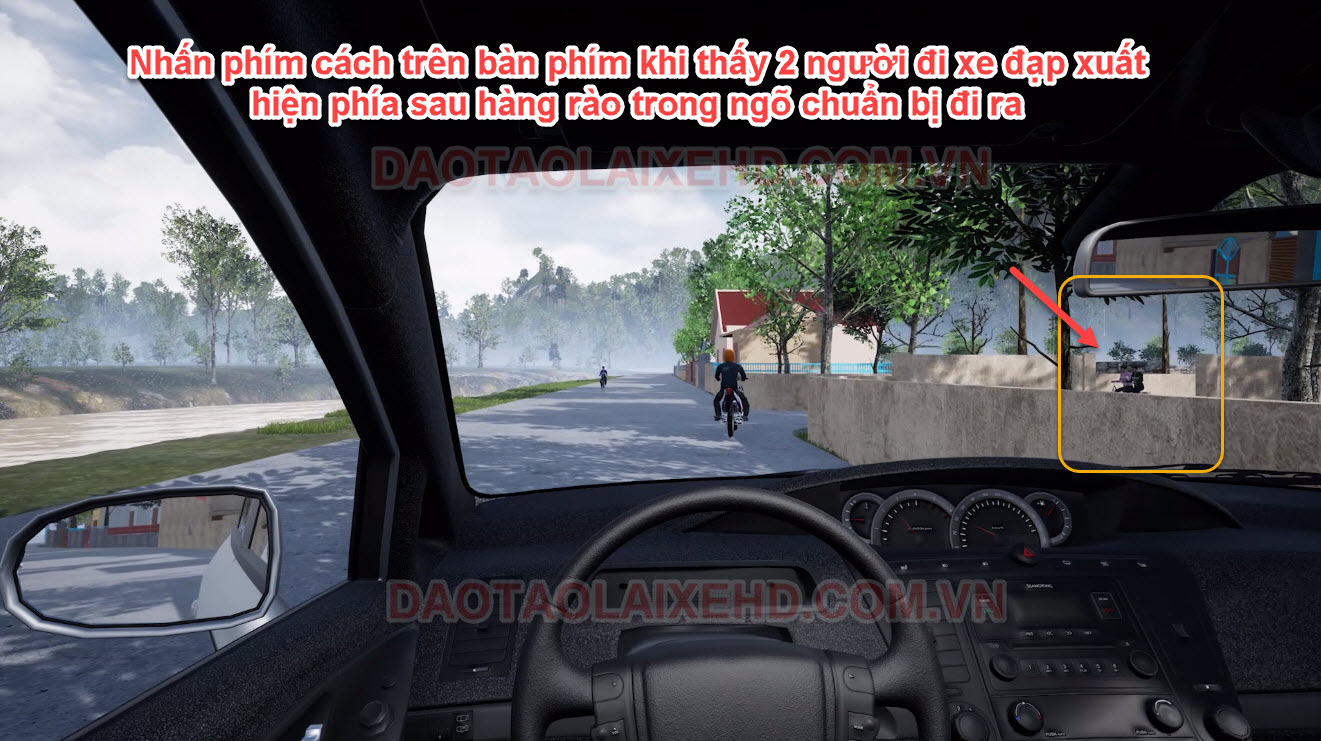 Nhấn phím cách trên bàn phím khi thấy 2 người đi xe đạp xuất
hiện phía sau hàng rào trong ngõ chuẩn bị đi ra
DAOTAOLAIXEHD.COM.VN
DAOTAOLAIXEHD.COM.VN